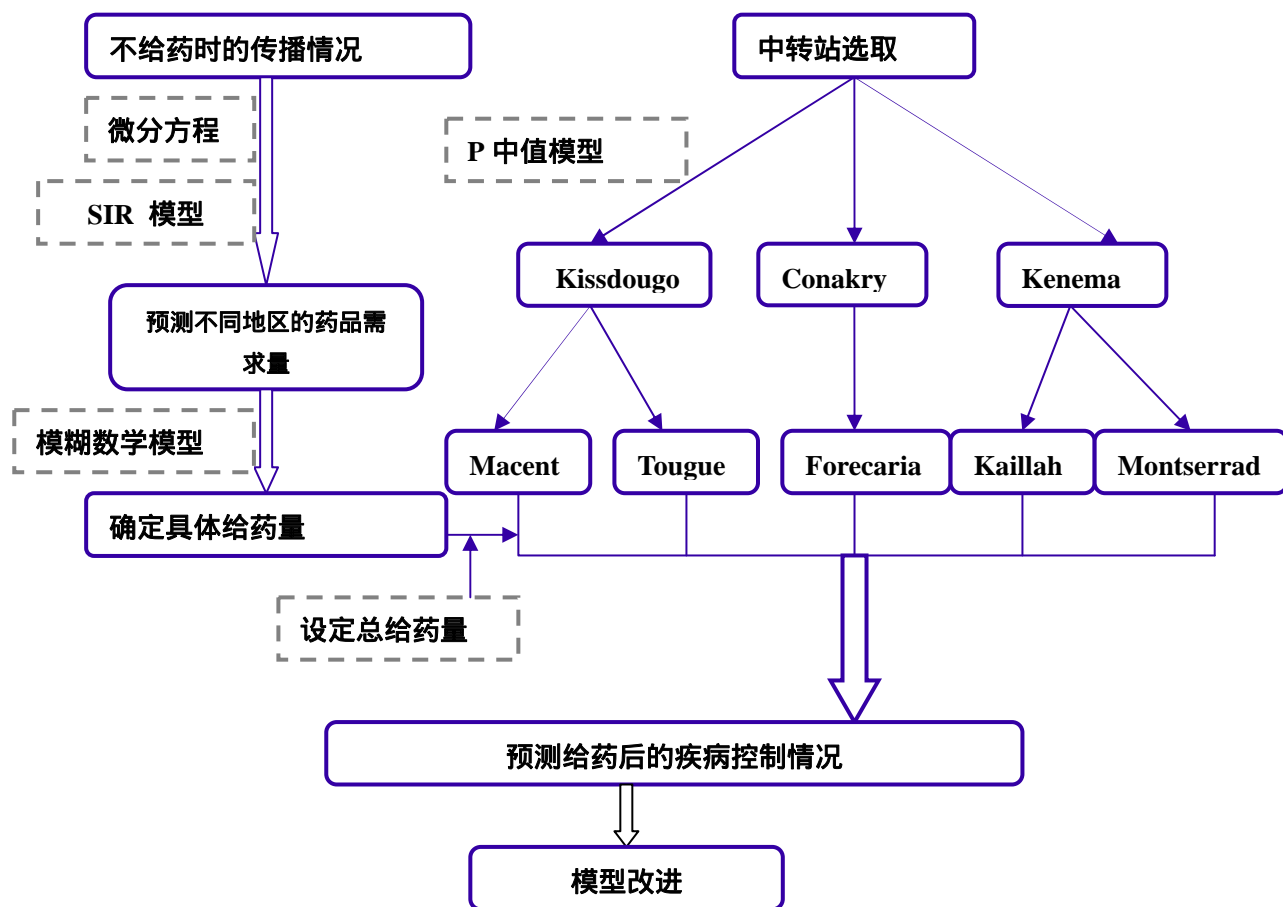 不给药时的传播情况
中转站选取
微分方程
P 中值模型
SIR 模型
Kissdougo
Conakry
Kenema
预测不同地区的药品需
求量
模糊数学模型
Macent
Tougue
Forecaria
Kaillah
Montserrad
确定具体给药量
设定总给药量
预测给药后的疾病控制情况
模型改进